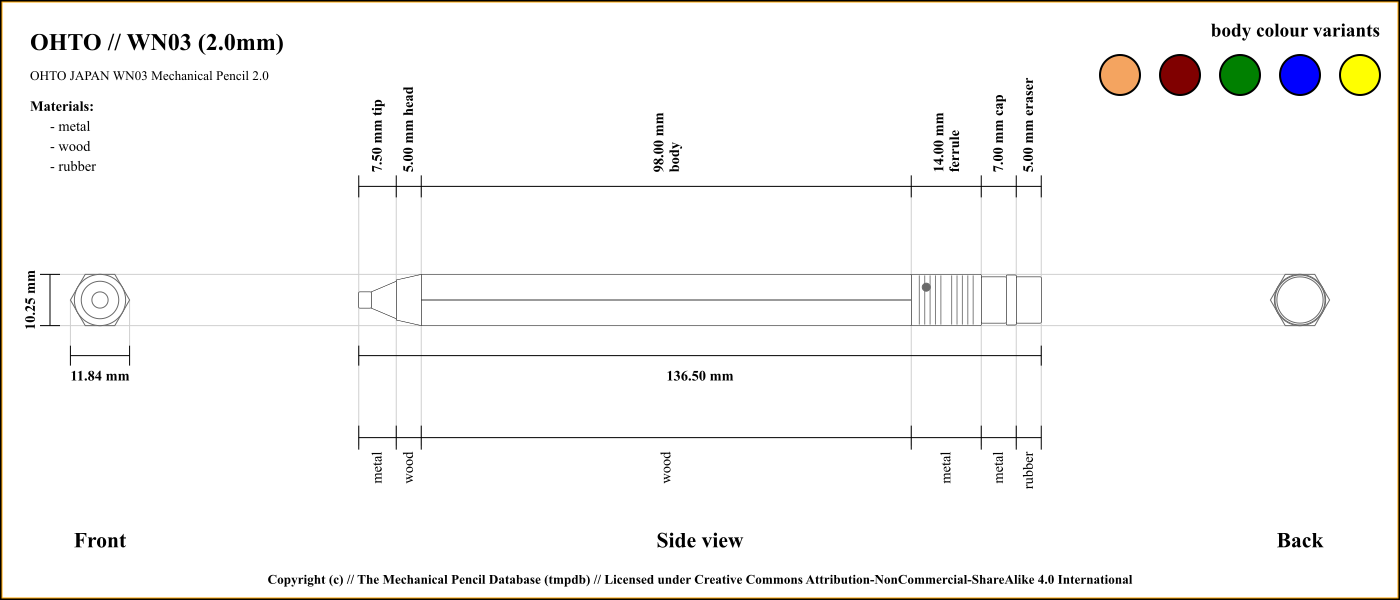 OHTO // WN03 (2.0mm)
OHTO JAPAN WN03 Mechanical Pencil 2.0
Materials:
- metal
- wood
- rubber
body colour variants
7.50 mm tip
5.00 mm head
98.00 mm
body
14.00 mm
ferrule
7.00 mm cap
5.00 mm eraser
10.25 mm
11.84 mm
136.50 mm
metal
wood
wood
metal
metal
rubber
Front
Side view
Back
Copyright (c) // The Mechanical Pencil Database (tmpdb) // Licensed under Creative Commons Attribution-NonCommercial-ShareAlike 4.0 International